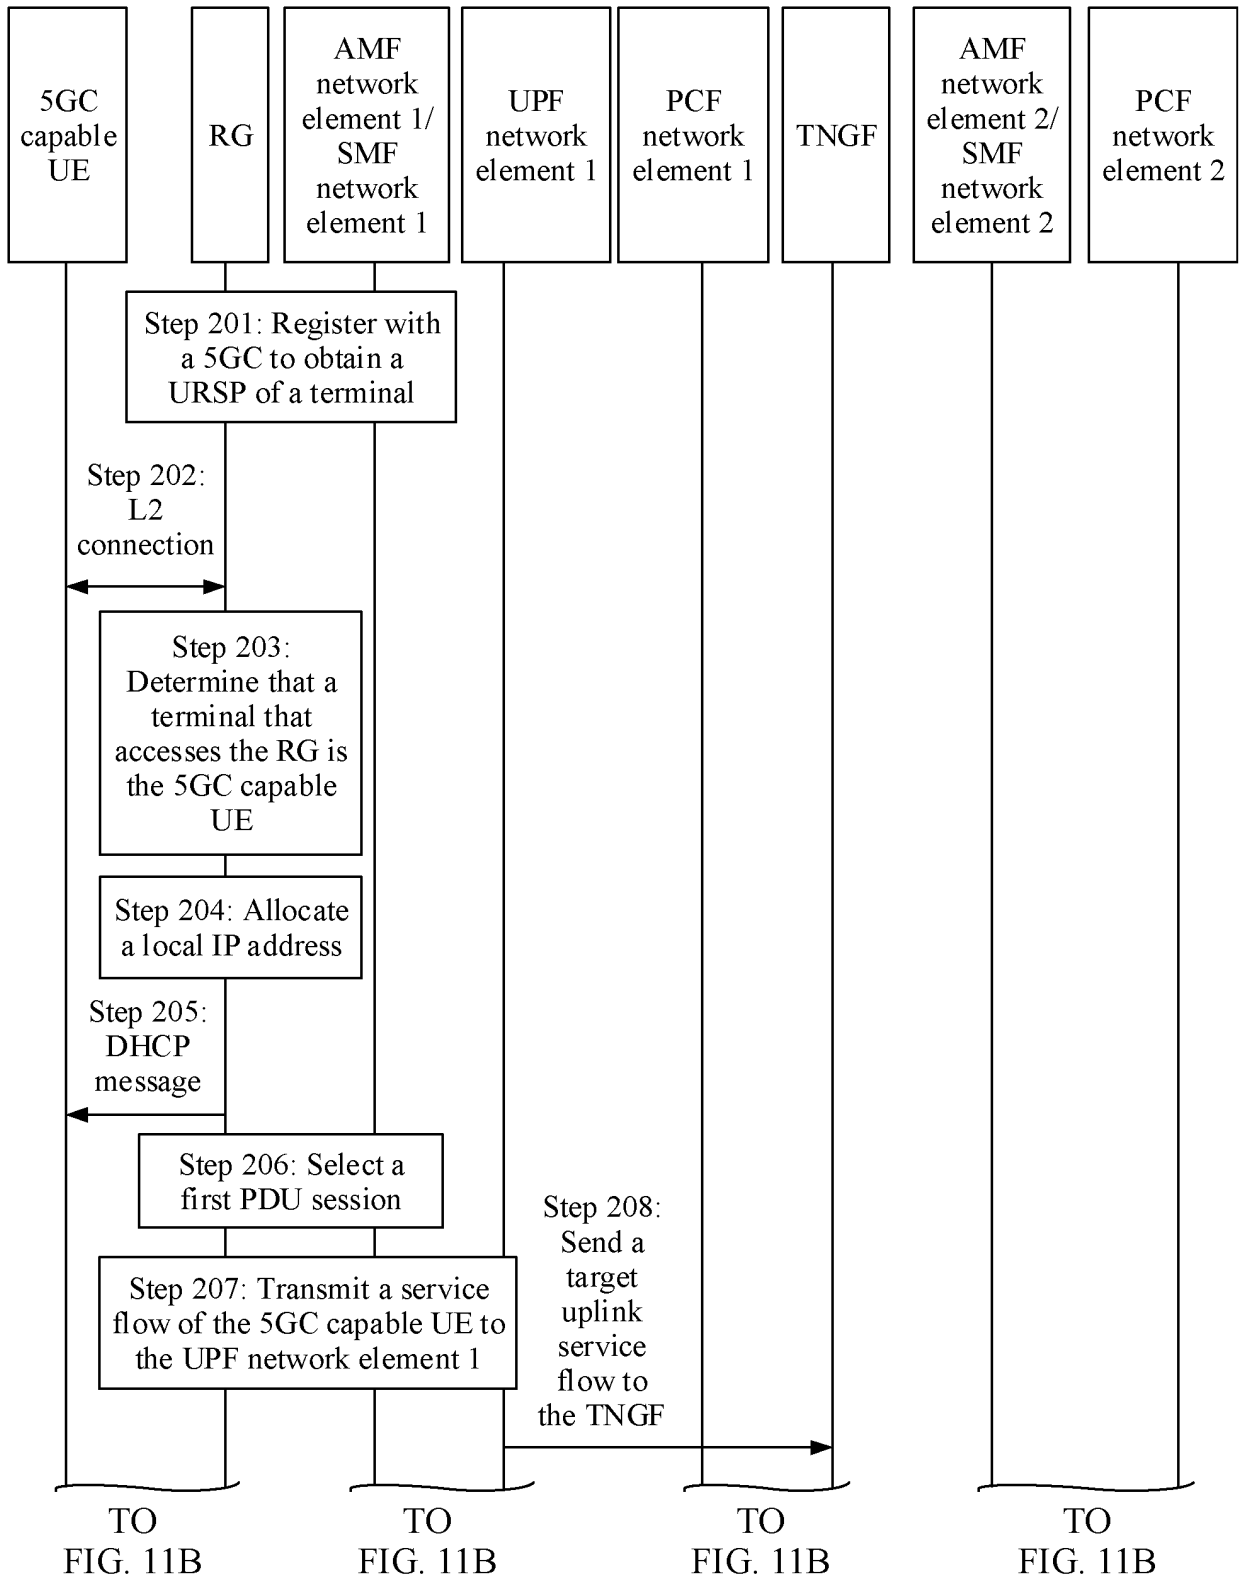 5GC
capable
UE
RG
AMF
network
element 1/
SMF
network
element 1
UPF
network
element 1
PCF
network
element 1
TNGF
AMF
network
element 2/
SMF
network
element 2
PCF
network
element 2
Step 201: Register with
a 5GC to obtain a
URSP of a terminal
Step 202:
L2
connection
Step 203:
Determine that a
terminal that
accesses the RG is
the 5GC capable
UE
Step 204: Allocate
a local IP address
Step 205:
DHCP
message
Step 206: Select a
first PDU session
Step 207: Transmit a service
flow of the 5GC capable UE to
the UPF network element 1
Step 208:
Send a
target
uplink
service
flow to
the TNGF
TO
FIG. 11B
TO
FIG. 11B
TO
FIG. 11B
TO
FIG. 11B